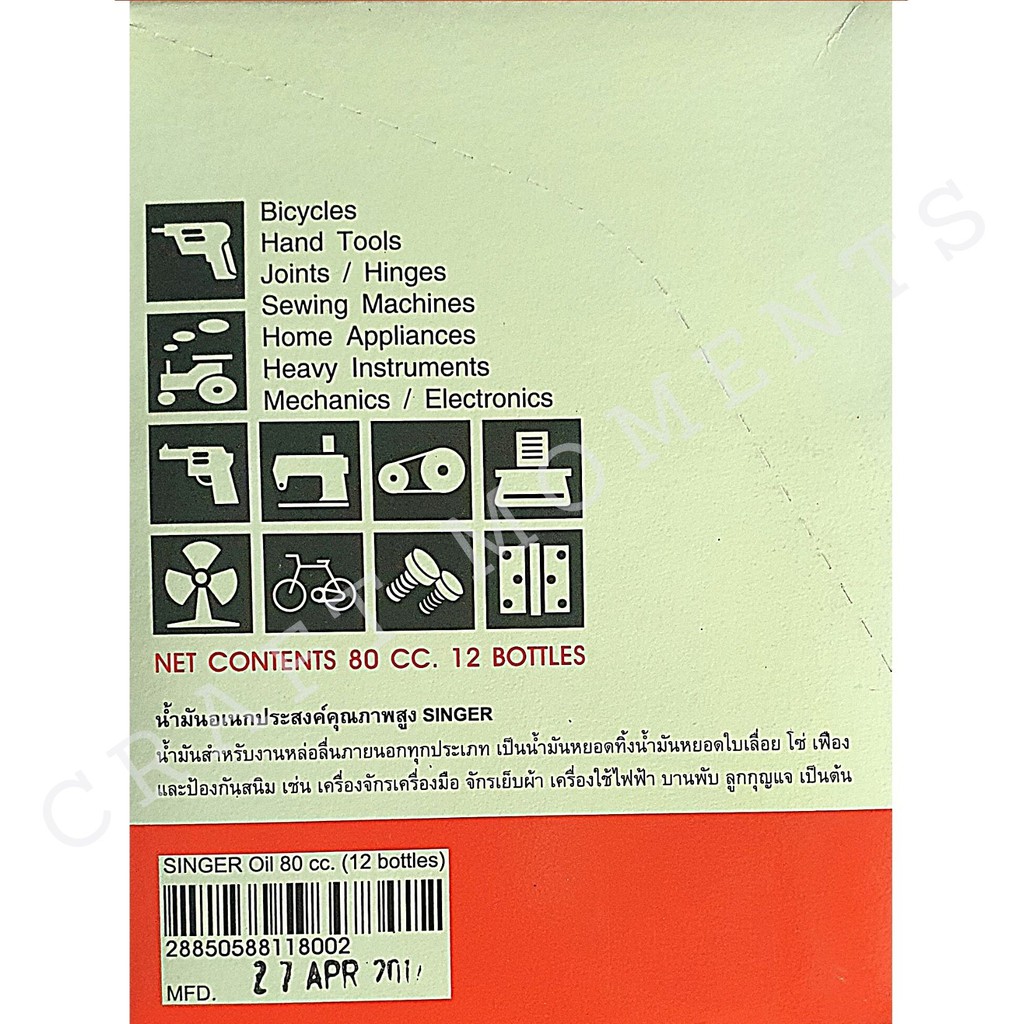 Bicycles
Hand Tools
Joints / Hinges
Sewing Machines
Home Appliances
Heavy Instruments
Mechanics / Electronics
NET CONTENTS 80 CC. 12 BOTTLES
น้ำมันอเนกประสงค์คุณภาพสูง SINGER
น้ำมันสำหรับงานหล่อลื่นภายนอกทุกประเภท เป็นน้ำมันหยอดทิ้งน้ำมันหยอดใบเลื่อย โซ่ เฟือง
และป้องกันสนิม เช่น เครื่องจักรเครื่องมือ จักรเย็บผ้า เครื่องใช้ไฟฟ้า บานพับ ลูกกุญแจ เป็นต้น
SINGER Oil 80 cc. (12 bottles)
28850588118002
MFD. 27 APR
CRAFT MOMENTS